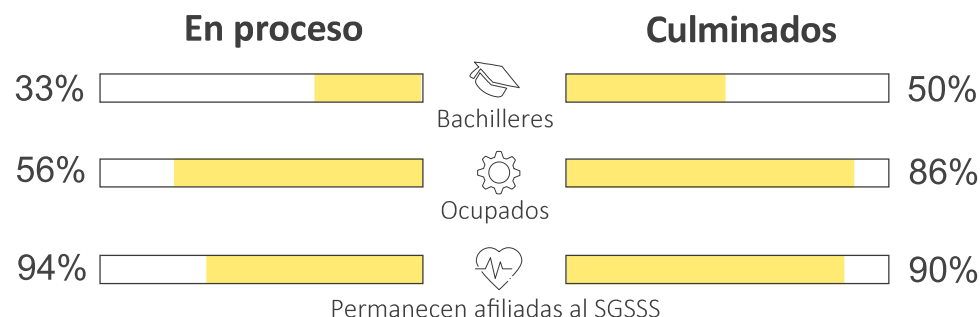 En proceso Culminados
33% 50%
Bachilleres
56% 86%
Ocupados
94% 90%
Permanecen afiliadas al SGSSS